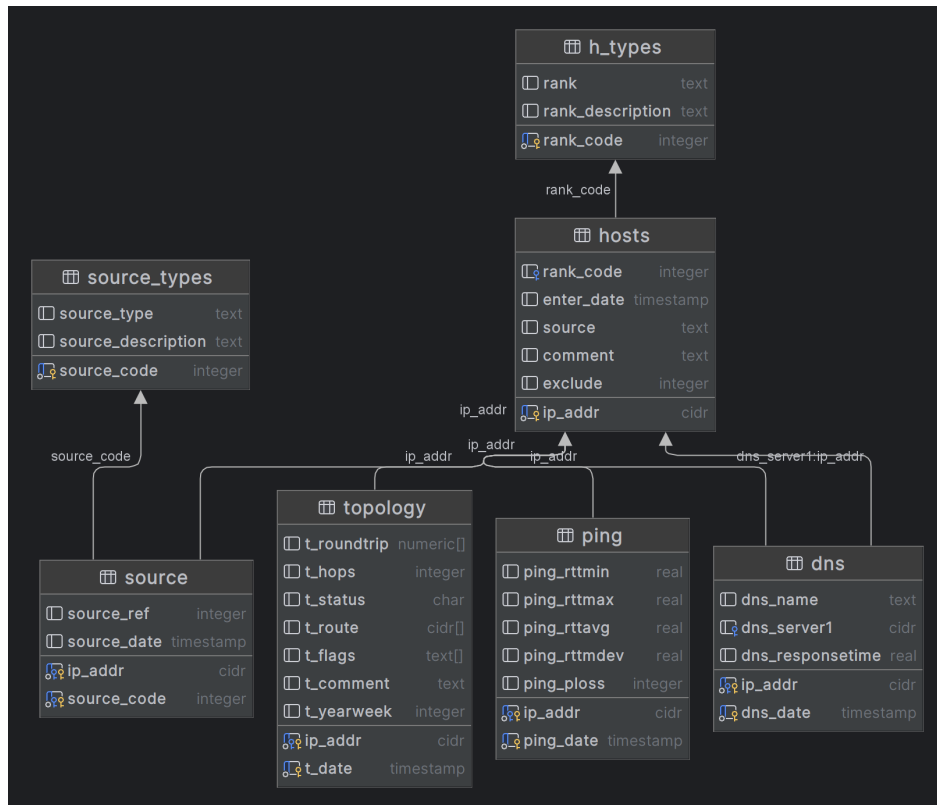 h_types
rank text
rank_description text
rank_code integer
rank_code
hosts
rank_code integer
enter_date timestamp
source text
comment text
exclude integer
ip_addr cidr
source_types
source_type text
source_description text
source_code integer
ip_addr
ip_addr
source_code
ip_addr
ip_addr
dns_server1:ip_addr
source
source_ref integer
source_date timestamp
ip_addr cidr
source_code integer
topology
t_roundtrip numeric[]
t_hops integer
t_status char
t_route cidr[]
t_flags text[]
t_comment text
t_yearweek integer
ip_addr cidr
t_date timestamp
ping
ping_rttmin real
ping_rttmax real
ping_rttavg real
ping_rttmdev real
ping_ploss integer
ip_addr cidr
ping_date timestamp
dns
dns_name text
dns_server1 cidr
dns_responsetime real
ip_addr cidr
dns_date timestamp